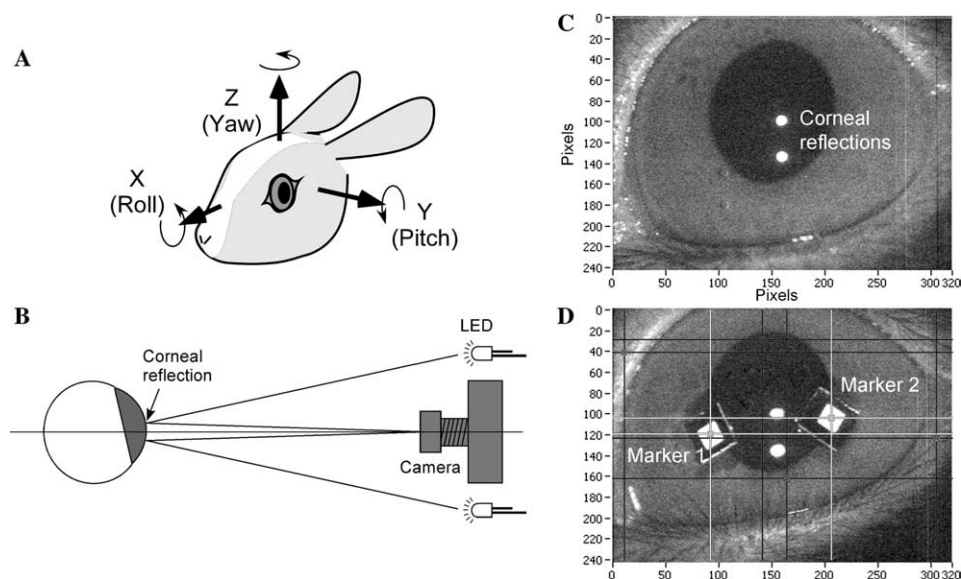 A
Z
(Yaw)
X
(Roll)
Y
(Pitch)
B
LED
Corneal
reflection
Camera
C
0
20
40
60
80
100
120
140
160
180
200
220
240
Pixels
Corneal
reflections
0 50 100 150 200 250 300 320
Pixels
D
0
20
40
60
80
100
120
140
160
180
200
220
240
Marker 2
Marker 1
0 50 100 150 200 250 300 320